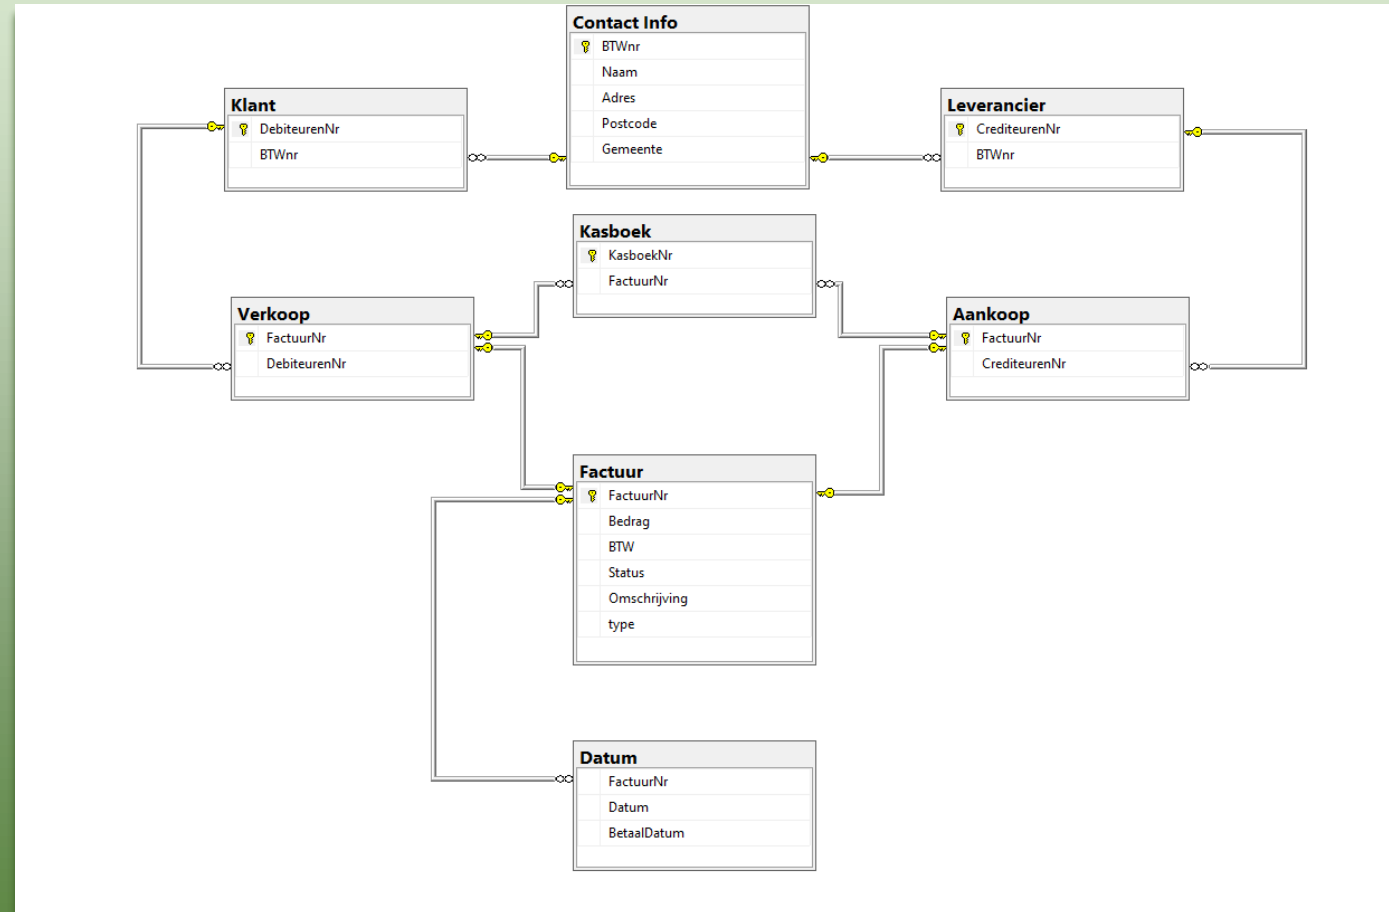 Contact Info
BTWnr
Naam
Adres
Postcode
Gemeente
Klant
DebiteurenNr
BTWnr
Leverancier
CrediteurenNr
BTWnr
Kasboek
KasboekNr
FactuurNr
Verkoop
FactuurNr
DebiteurenNr
Aankoop
FactuurNr
CrediteurenNr
Factuur
FactuurNr
Bedrag
BTW
Status
Omschrijving
type
Datum
FactuurNr
Datum
BetaalDatum